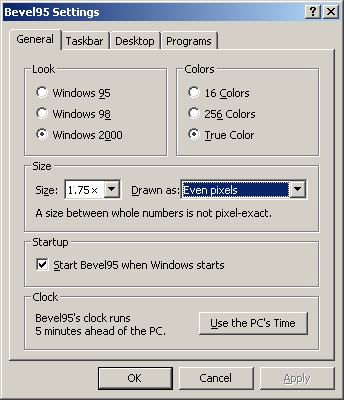 Bevel95 Settings
General Taskbar Desktop Programs
Look Colors
Windows 95 16 Colors
Windows 98 256 Colors
Windows 2000 True Color
Size
Size: 1.75× Drawn as: Even pixels
A size between whole numbers is not pixel-exact.
Startup
Start Bevel95 when Windows starts
Clock
Bevel95's clock runs
5 minutes ahead of the PC.
Use the PC's Time
OK Cancel Apply